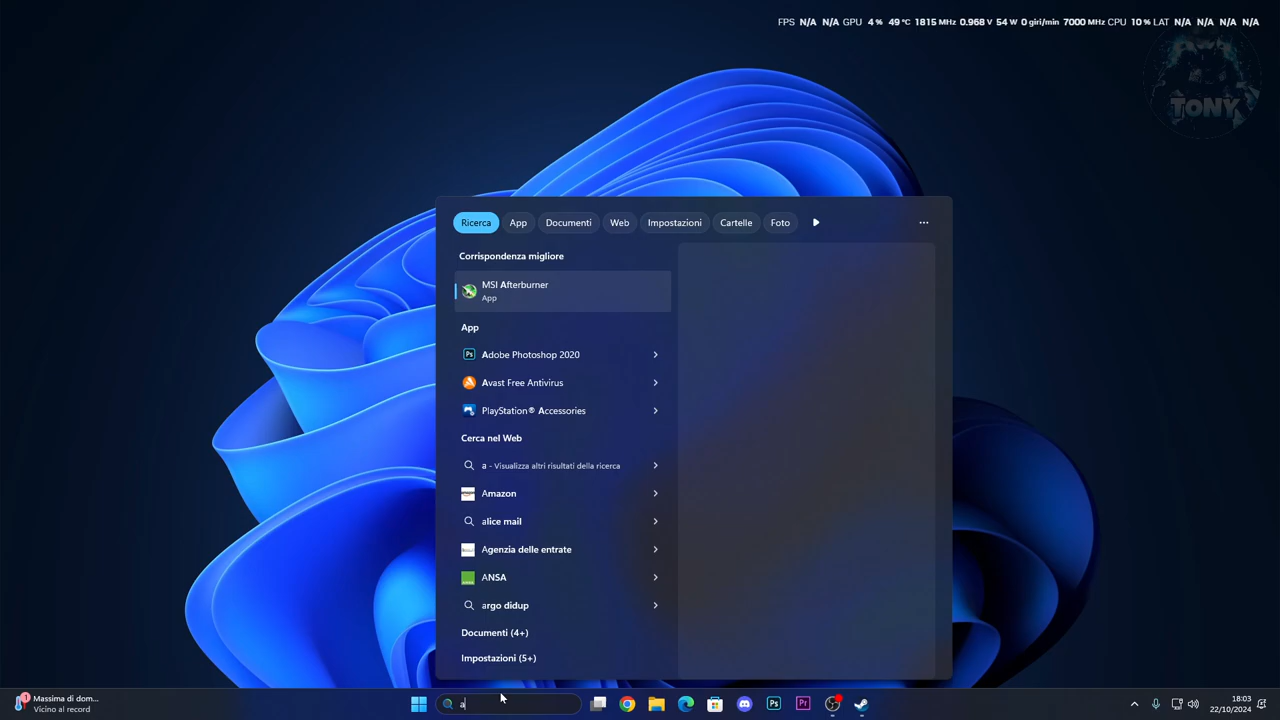 FPS N/A N/A GPU 4 % 49 °C 1815 MHz 0.968 V 54 W 0 giri/min 7000 MHz CPU 10 % LAT N/A N/A N/A N/A
TONY
Ricerca App Documenti Web Impostazioni Cartelle Foto
Corrispondenza migliore
MSI Afterburner
App
App
Adobe Photoshop 2020
Avast Free Antivirus
PlayStation® Accessories
Cerca nel Web
a - Visualizza altri risultati della ricerca
Amazon
alice mail
Agenzia delle entrate
ANSA
argo didup
Documenti (4+)
Impostazioni (5+)
1
Massima di dom...
Vicino al record
a
Ps
Pr
18:03
22/10/2024